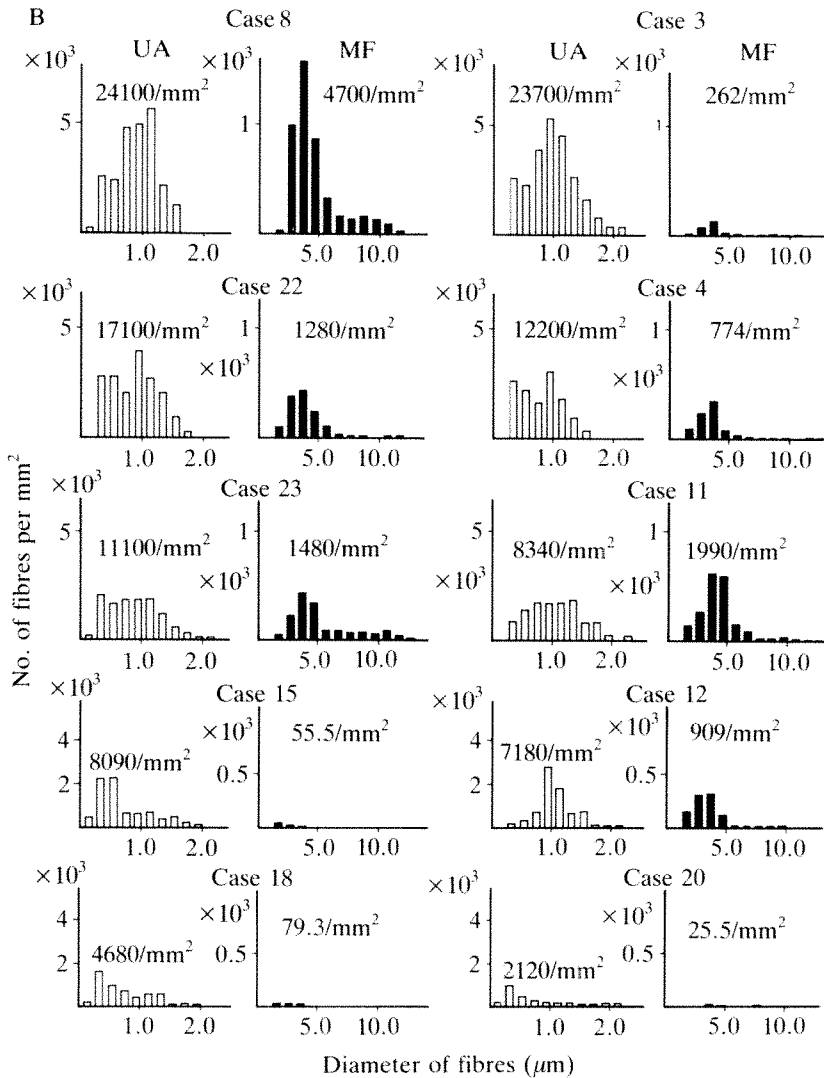 B
Case 8
Case 3
UA
MF
UA
MF
×10³
×10³
×10³
×10³
24100/mm²
4700/mm²
23700/mm²
262/mm²
5
1
5
1
1.0 2.0
5.0 10.0
1.0 2.0
5.0 10.0
Case 22
Case 4
×10³
×10³
×10³
×10³
17100/mm²
1280/mm²
12200/mm²
774/mm²
5
1
5
1
1.0 2.0
5.0 10.0
1.0 2.0
5.0 10.0
Case 23
Case 11
×10³
×10³
×10³
×10³
11100/mm²
1480/mm²
8340/mm²
1990/mm²
5
1
5
1
1.0 2.0
5.0 10.0
1.0 2.0
5.0 10.0
Case 15
Case 12
×10³
×10³
×10³
×10³
8090/mm²
55.5/mm²
7180/mm²
909/mm²
4
2
0.5
4
2
0.5
1.0 2.0
5.0 10.0
1.0 2.0
5.0 10.0
Case 18
Case 20
×10³
×10³
×10³
×10³
4680/mm²
79.3/mm²
2120/mm²
25.5/mm²
4
2
0.5
4
2
0.5
1.0 2.0
5.0 10.0
1.0 2.0
5.0 10.0
No. of fibres per mm²
Diameter of fibres (μm)